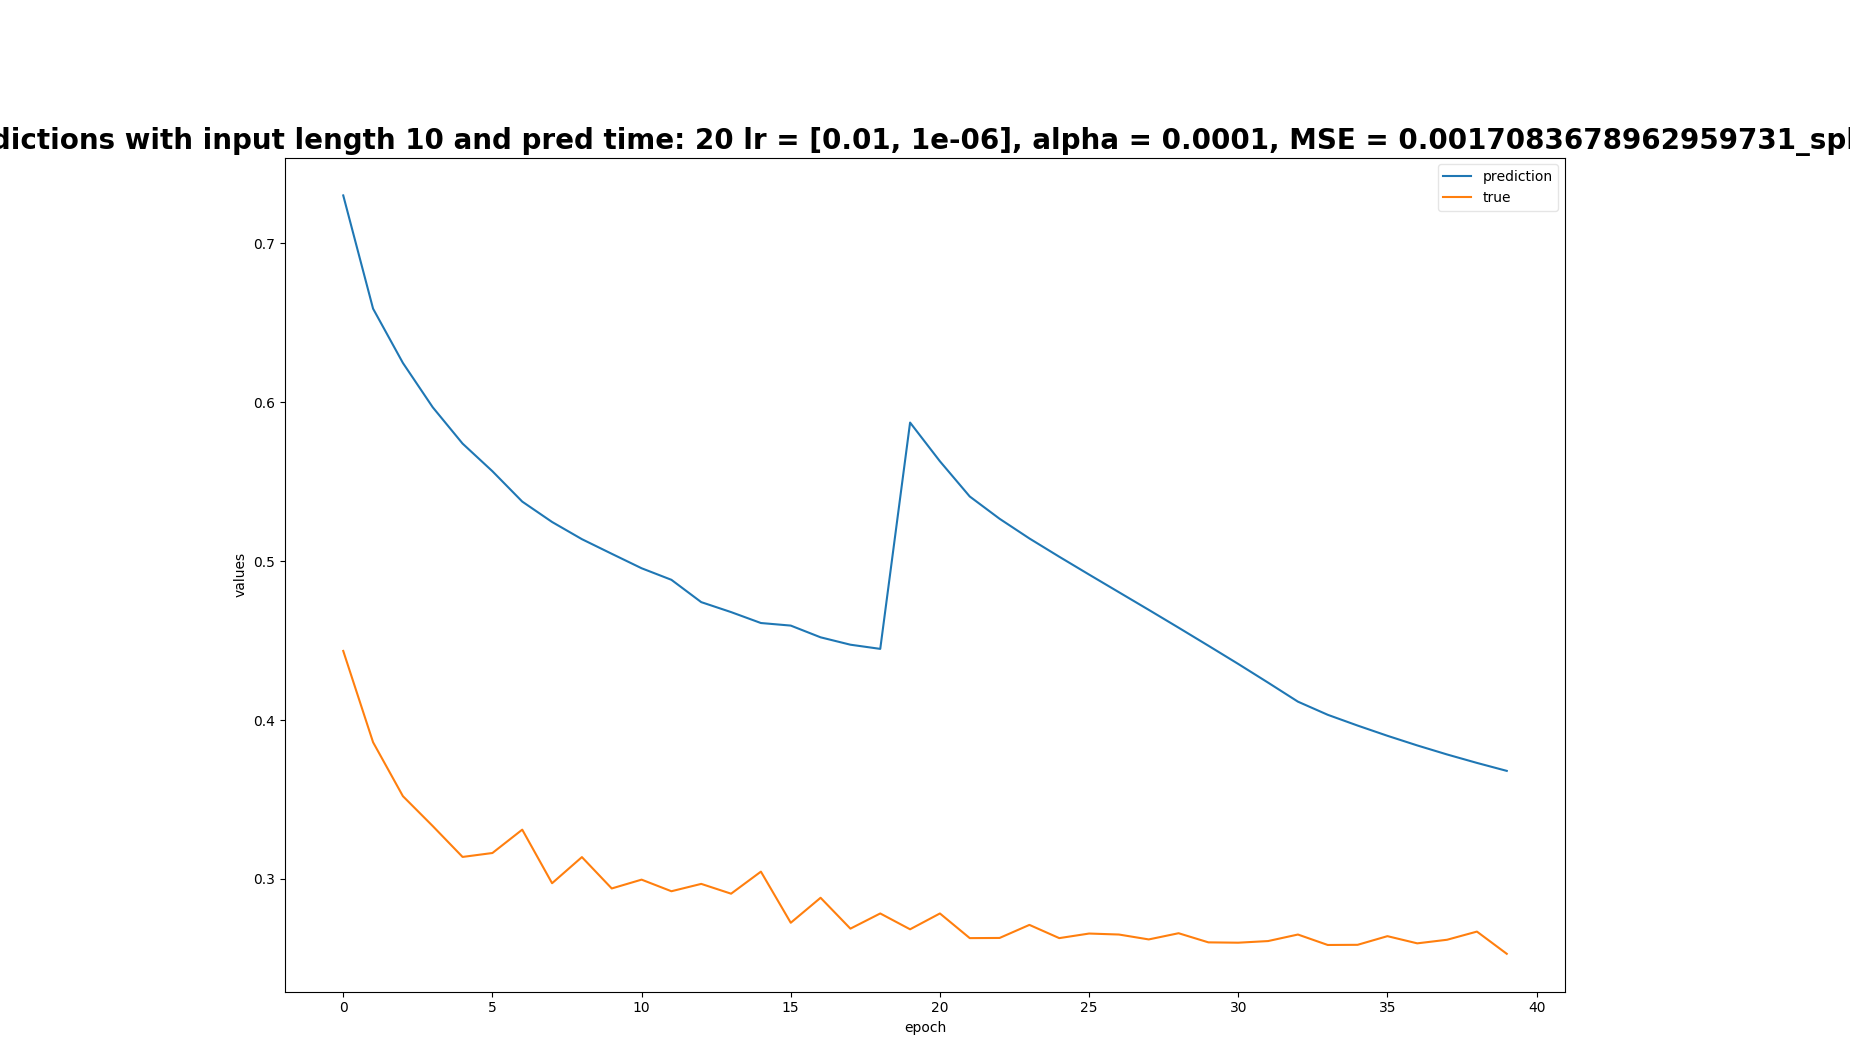 dictions with input length 10 and pred time: 20 lr = [0.01, 1e-06], alpha = 0.0001, MSE = 0.0017083678962959731_spl
prediction
true
0.7
0.6
0.5
0.4
0.3
values
0 5 10 15 20 25 30 35 40
epoch